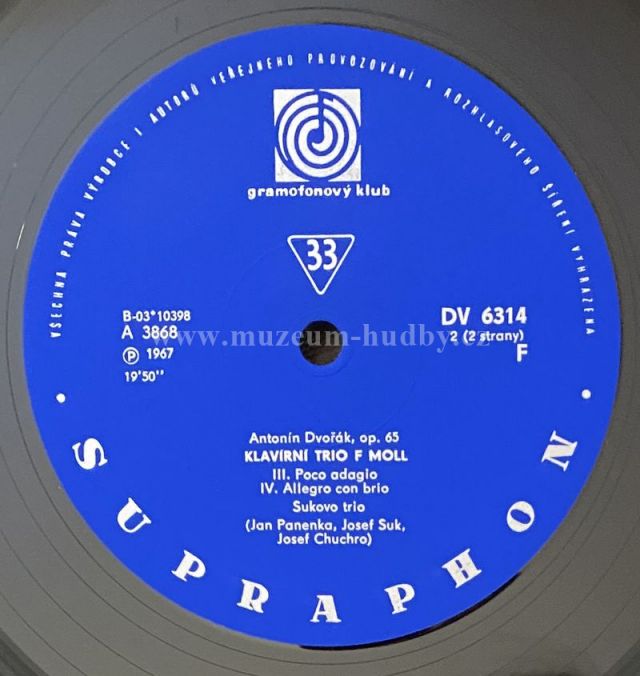 VŠECHNA PRÁVA VÝROBCE I AUTORŮ VEŘEJNÉHO PROVOZOVÁNÍ A ROZHLASOVÉHO ŠÍŘENÍ VYHRAZENA
gramofonový klub
33
B-03*10398
A 3868
Ⓟ 1967
19'50''
DV 6314
2 (2 strany)
F
www.muzeum-hudby.cz
Antonín Dvořák, op. 65
KLAVÍRNÍ TRIO F MOLL
III. Poco adagio
IV. Allegro con brio
Sukovo trio
(Jan Panenka, Josef Suk,
Josef Chuchro)
• SUPRAPHON •